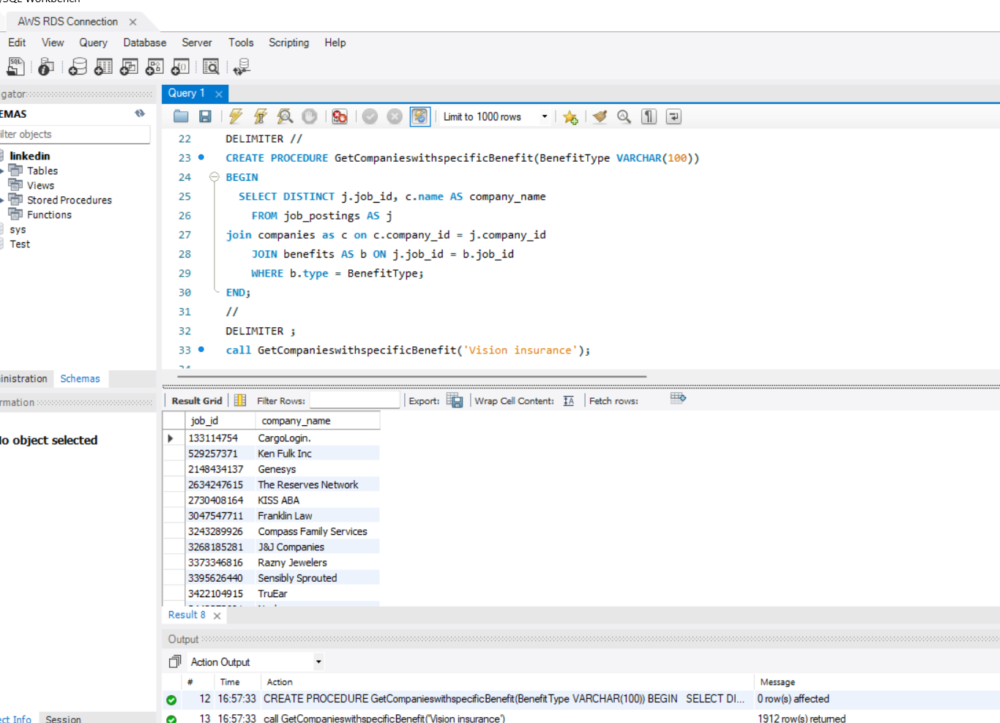 SQL Workbench
AWS RDS Connection
Edit View Query Database Server Tools Scripting Help
gator
Query 1
EMAS
Limit to 1000 rows
ilter objects
linkedin
Tables
Views
Stored Procedures
Functions
sys
Test
22 DELIMITER //
23 CREATE PROCEDURE GetCompanieswithspecificBenefit(BenefitType VARCHAR(100))
24 BEGIN
25 SELECT DISTINCT j.job_id, c.name AS company_name
26 FROM job_postings AS j
27 join companies as c on c.company_id = j.company_id
28 JOIN benefits AS b ON j.job_id = b.job_id
29 WHERE b.type = BenefitType;
30 END;
31 //
32 DELIMITER ;
33 call GetCompanieswithspecificBenefit('Vision insurance');
inistration Schemas
rmation
lo object selected
Result Grid Filter Rows: Export: Wrap Cell Content: Fetch rows:
job_id company_name
133114754 CargoLogin.
529257371 Ken Fulk Inc
2148434137 Genesys
2634247615 The Reserves Network
2730408164 KISS ABA
3047547711 Franklin Law
3243289926 Compass Family Services
3268185281 J&J Companies
3373346816 Razny Jewelers
3395626440 Sensibly Sprouted
3422104915 TruEar
Result 8
Output
Action Output
# Time Action Message
12 16:57:33 CREATE PROCEDURE GetCompanieswithspecificBenefit(BenefitType VARCHAR(100)) BEGIN SELECT DI... 0 row(s) affected
13 16:57:33 call GetCompanieswithspecificBenefit('Vision insurance') 1912 row(s) returned
ect Info Session